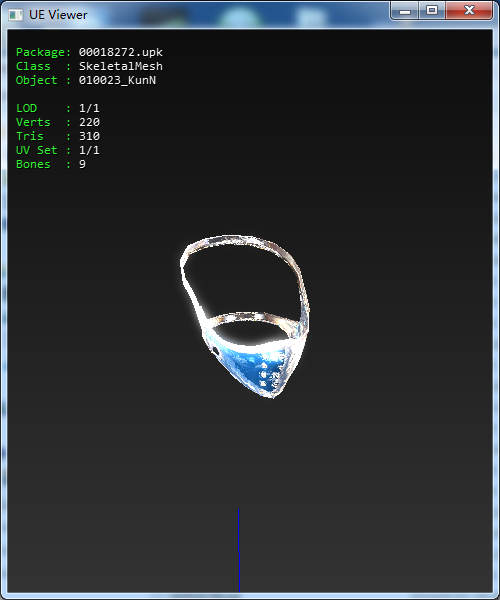 UE Viewer
Package: 00018272.upk
Class  : SkeletalMesh
Object : 010023_KunN
LOD    : 1/1
Verts  : 220
Tris   : 310
UV Set : 1/1
Bones  : 9